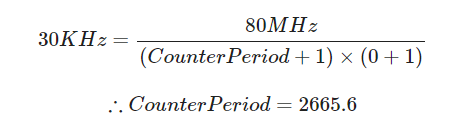 30KHz = 80MHz / (CounterPeriod + 1) × (0 + 1)
∴ CounterPeriod = 2665.6